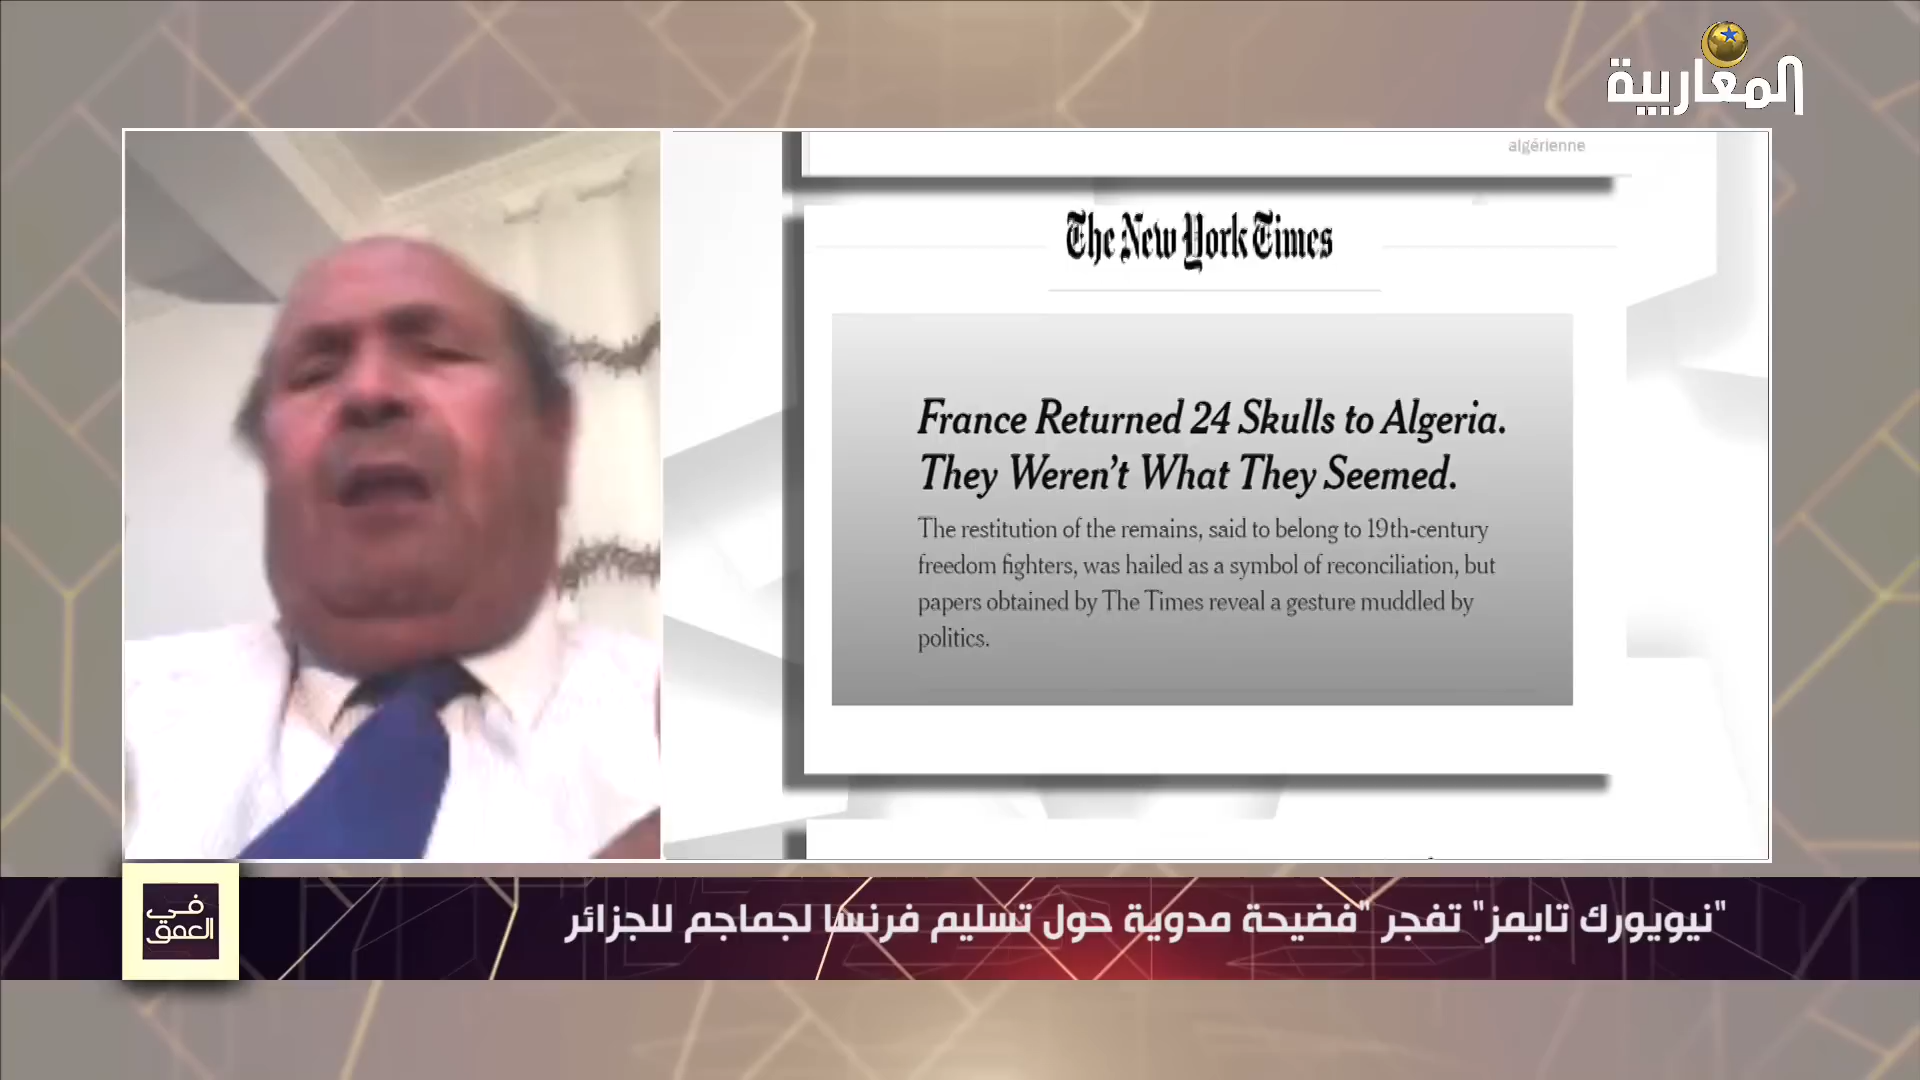 المغاربية
algérienne
The New York Times
France Returned 24 Skulls to Algeria.
They Weren't What They Seemed.
The restitution of the remains, said to belong to 19th-century
freedom fighters, was hailed as a symbol of reconciliation, but
papers obtained by The Times reveal a gesture muddled by
politics.
"نيويورك تايمز" تفجر "فضيحة مدوية حول تسليم فرنسا لجماجم للجزائر
في
العمق